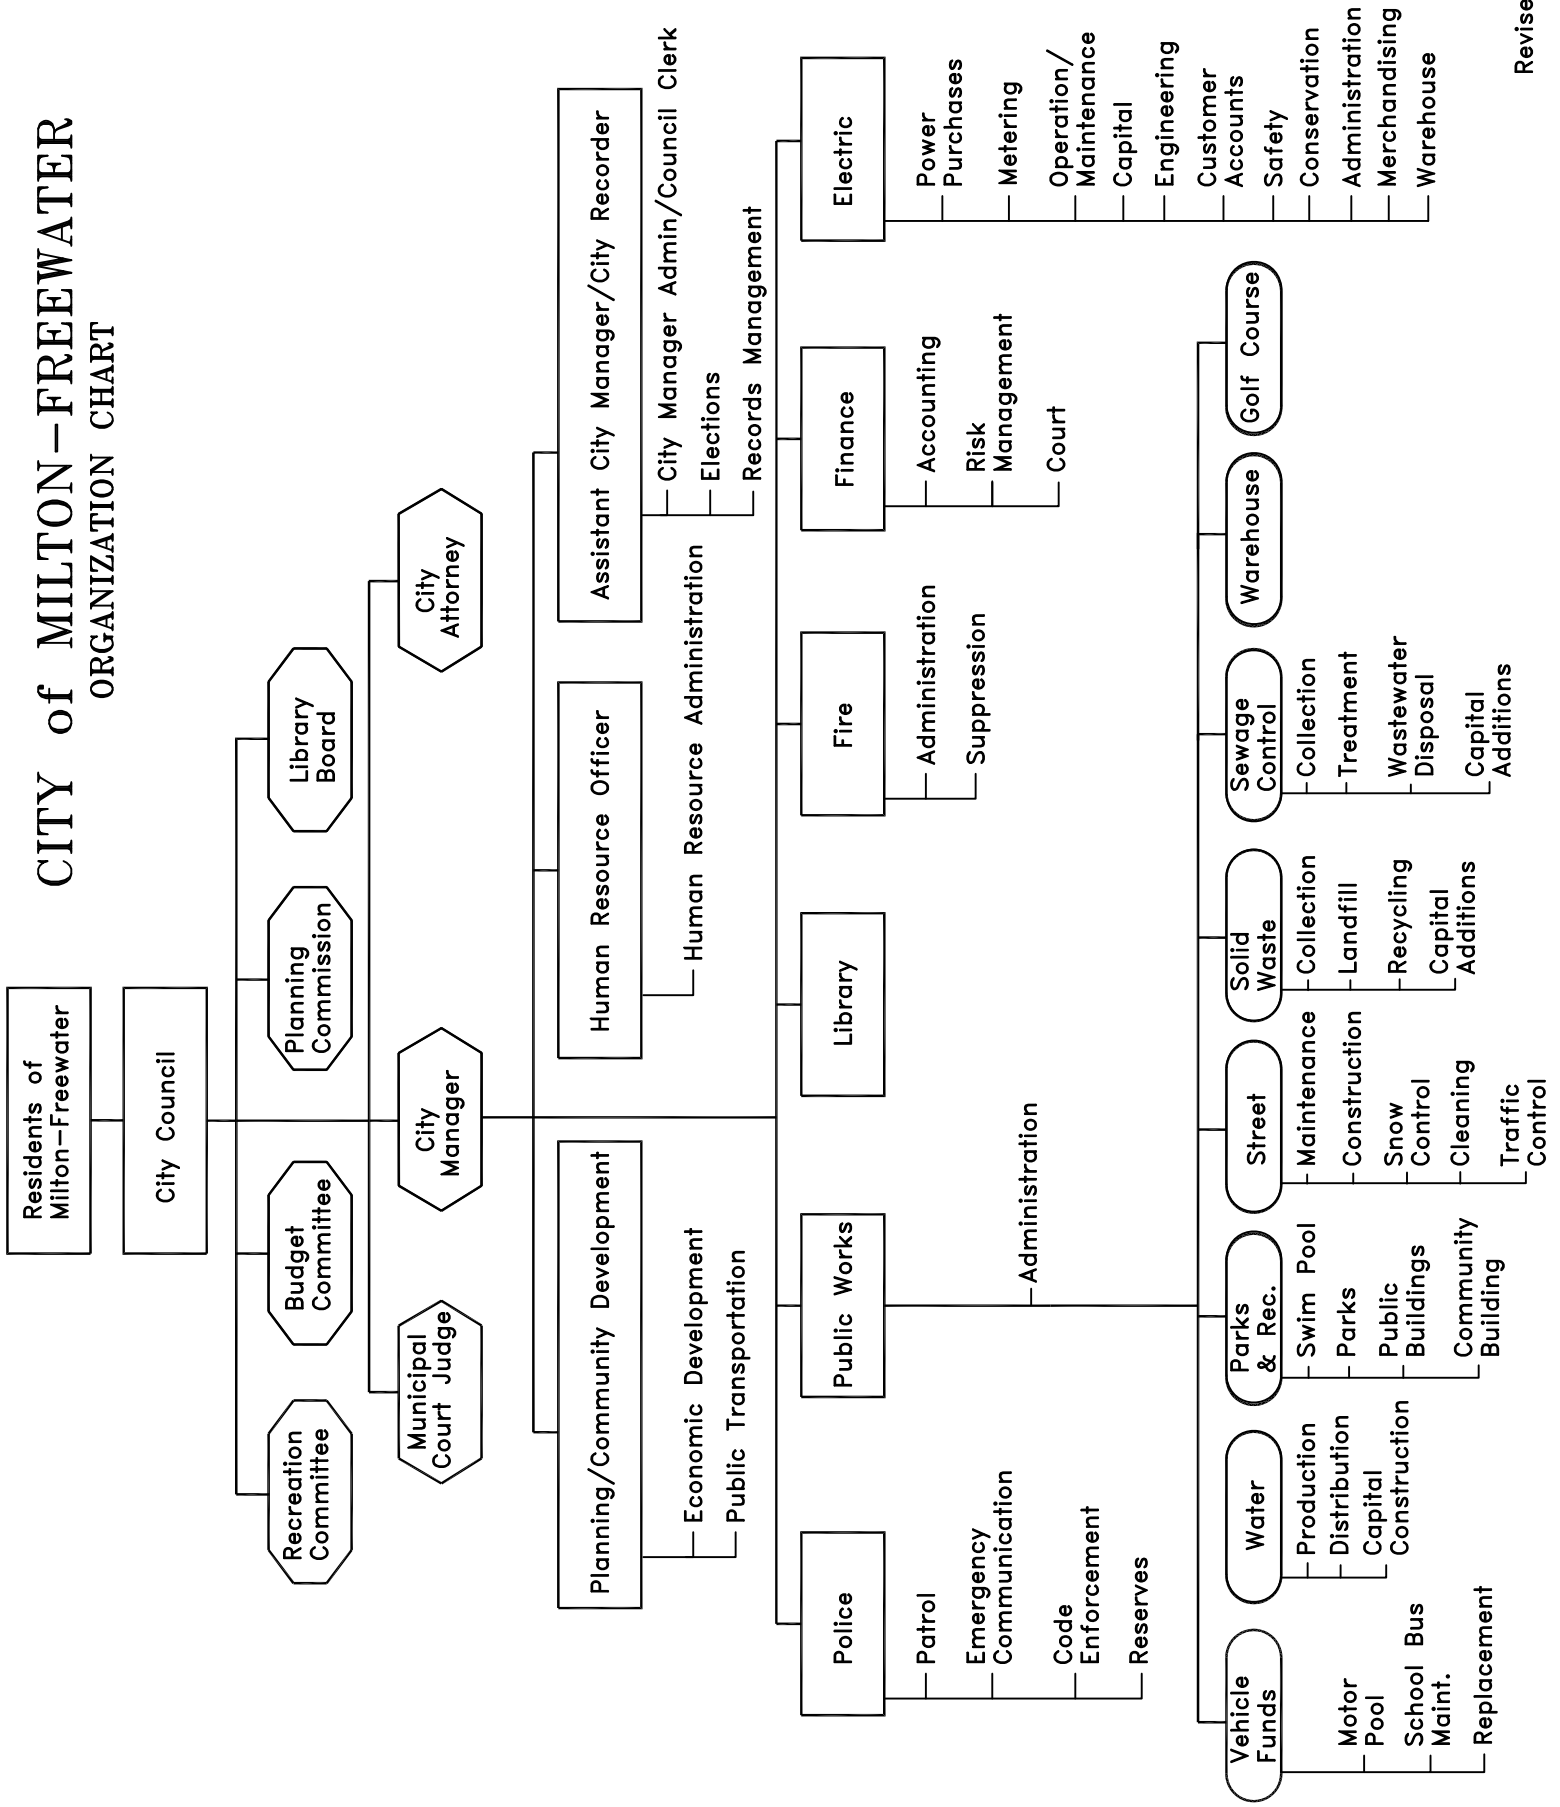 CITY of MILTON-FREEWATER
ORGANIZATION CHART
Residents of
Milton-Freewater
City Council
Recreation
Committee
Budget
Committee
Planning
Commission
Library
Board
Municipal
Court Judge
City
Manager
City
Attorney
Planning/Community Development
Economic Development
Public Transportation
Human Resource Officer
Human Resource Administration
Assistant City Manager/City Recorder
City Manager Admin/Council Clerk
Elections
Records Management
Police
Patrol
Emergency
Communication
Code
Enforcement
Reserves
Public Works
Administration
Library
Fire
Administration
Suppression
Finance
Accounting
Risk
Management
Court
Electric
Power
Purchases
Metering
Operation/
Maintenance
Capital
Engineering
Customer
Accounts
Safety
Conservation
Administration
Merchandising
Warehouse
Vehicle
Funds
Motor
Pool
School Bus
Maint.
Replacement
Water
Production
Distribution
Capital
Construction
Parks
& Rec.
Swim Pool
Parks
Public
Buildings
Community
Building
Street
Maintenance
Construction
Snow
Control
Cleaning
Traffic
Control
Solid
Waste
Collection
Landfill
Recycling
Capital
Additions
Sewage
Control
Collection
Treatment
Wastewater
Disposal
Capital
Additions
Warehouse
Golf Course
Revise